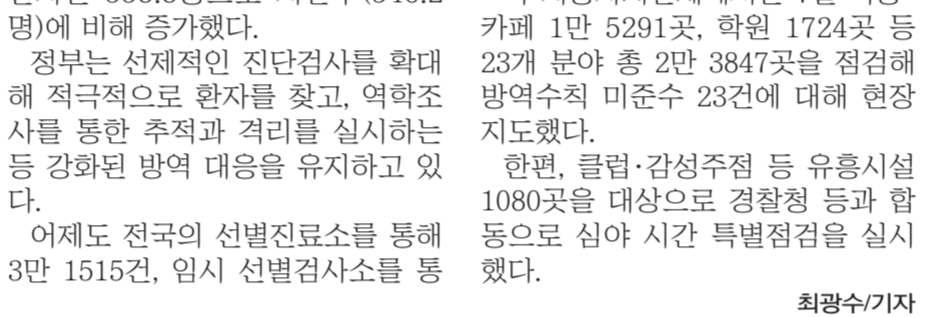 명)에 비해 증가했다.
정부는 선제적인 진단검사를 확대
해 적극적으로 환자를 찾고, 역학조
사를 통한 추적과 격리를 실시하는
등 강화된 방역 대응을 유지하고 있
다.
어제도 전국의 선별진료소를 통해
3만 1515건, 임시 선별검사소를 통
카페 1만 5291곳, 학원 1724곳 등
23개 분야 총 2만 3847곳을 점검해
방역수칙 미준수 23건에 대해 현장
지도했다.
한편, 클럽·감성주점 등 유흥시설
1080곳을 대상으로 경찰청 등과 합
동으로 심야 시간 특별점검을 실시
했다.
최광수/기자